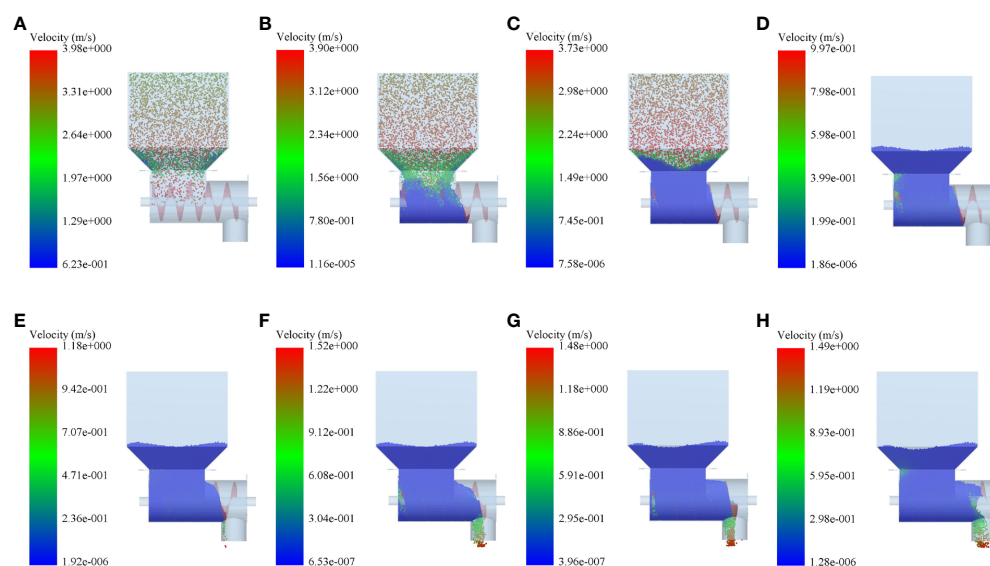 A
Velocity (m/s)
3.98e+000
3.31e+000
2.64e+000
1.97e+000
1.29e+000
6.23e-001
B
Velocity (m/s)
3.90e+000
3.12e+000
2.34e+000
1.56e+000
7.80e-001
1.16e-005
C
Velocity (m/s)
3.73e+000
2.98e+000
2.24e+000
1.49e+000
7.45e-001
7.58e-006
D
Velocity (m/s)
9.97e-001
7.98e-001
5.98e-001
3.99e-001
1.99e-001
1.86e-006
E
Velocity (m/s)
1.18e+000
9.42e-001
7.07e-001
4.71e-001
2.36e-001
1.92e-006
F
Velocity (m/s)
1.52e+000
1.22e+000
9.12e-001
6.08e-001
3.04e-001
6.53e-007
G
Velocity (m/s)
1.48e+000
1.18e+000
8.86e-001
5.91e-001
2.95e-001
3.96e-007
H
Velocity (m/s)
1.49e+000
1.19e+000
8.93e-001
5.95e-001
2.98e-001
1.28e-006